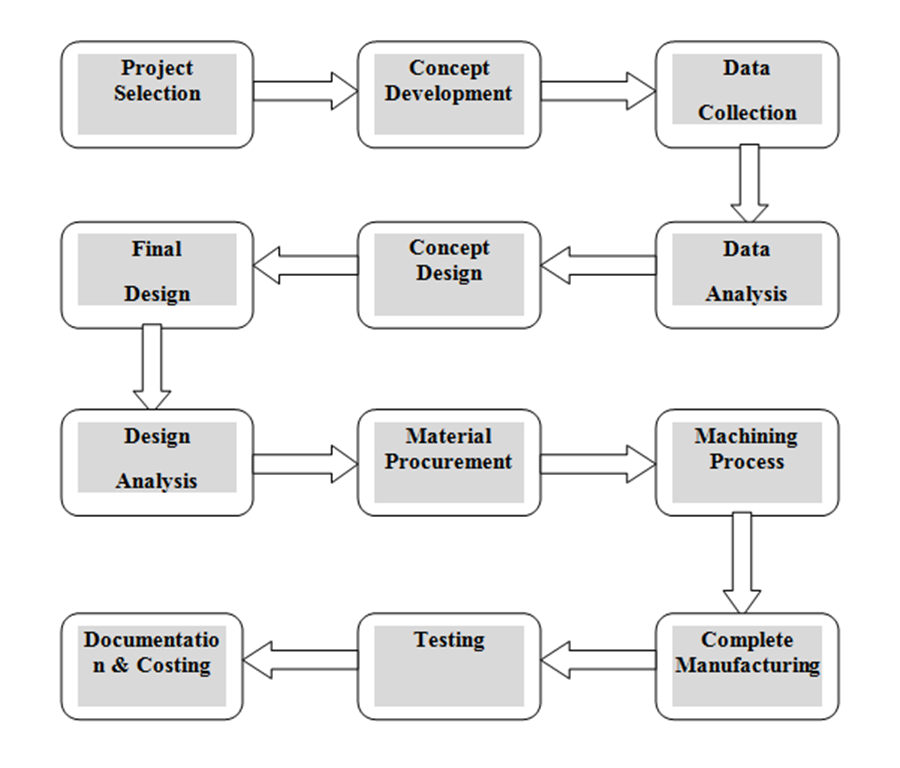 Project
Selection
Concept
Development
Data
Collection
Data
Analysis
Concept
Design
Final
Design
Design
Analysis
Material
Procurement
Machining
Process
Complete
Manufacturing
Testing
Documentatio
n & Costing